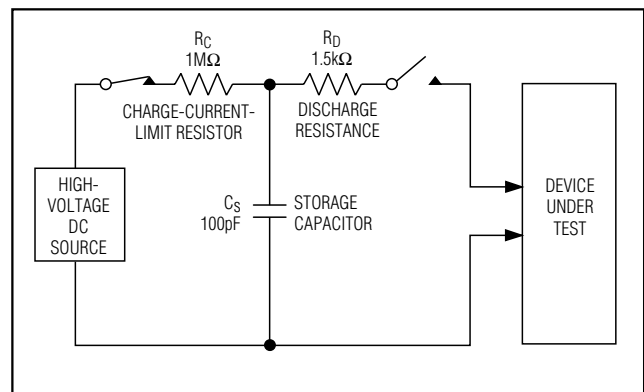 R_C
1MΩ
CHARGE-CURRENT-
LIMIT RESISTOR
R_D
1.5kΩ
DISCHARGE
RESISTANCE
HIGH-
VOLTAGE
DC
SOURCE
C_S
100pF
STORAGE
CAPACITOR
DEVICE
UNDER
TEST